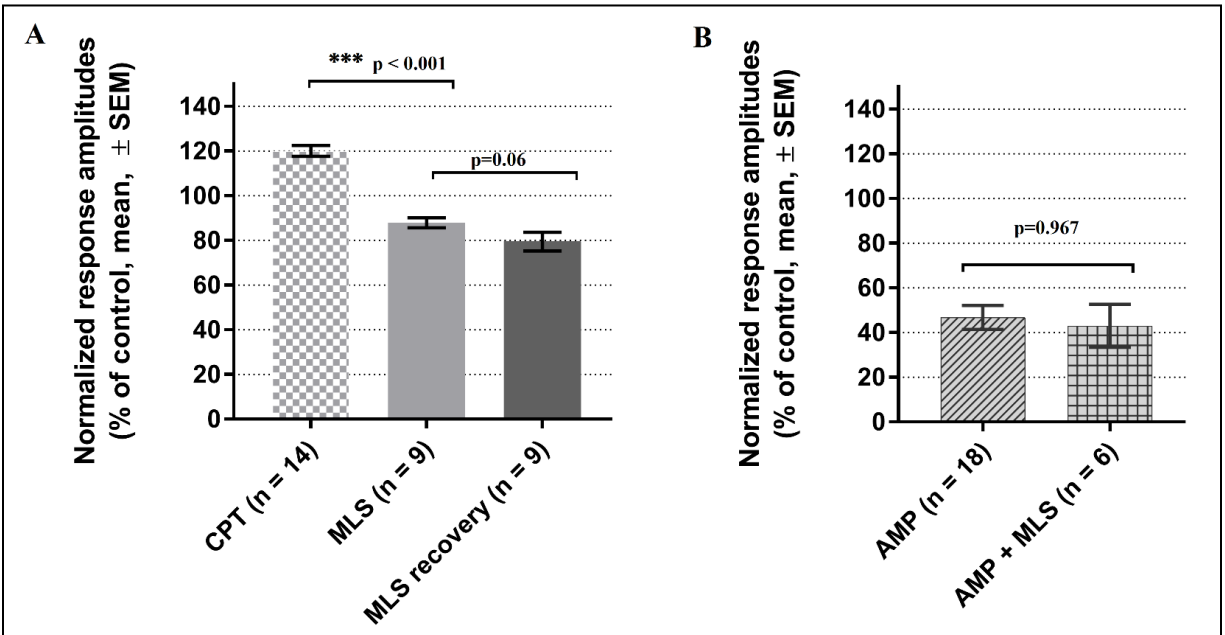 A
Normalized response amplitudes
(% of control, mean, ± SEM)
*** p < 0.001
p=0.06
140
120
100
80
60
40
20
0
CPT (n = 14)
MLS (n = 9)
MLS recovery (n = 9)
B
Normalized response amplitudes
(% of control, mean, ± SEM)
p=0.967
140
120
100
80
60
40
20
0
AMP (n = 18)
AMP + MLS (n = 6)